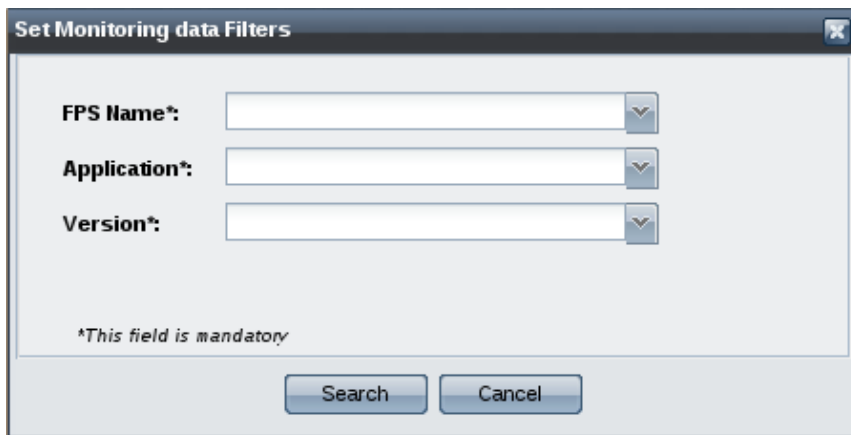 Set Monitoring data Filters
FPS Name*:
Application*:
Version*:
*This field is mandatory
Search Cancel